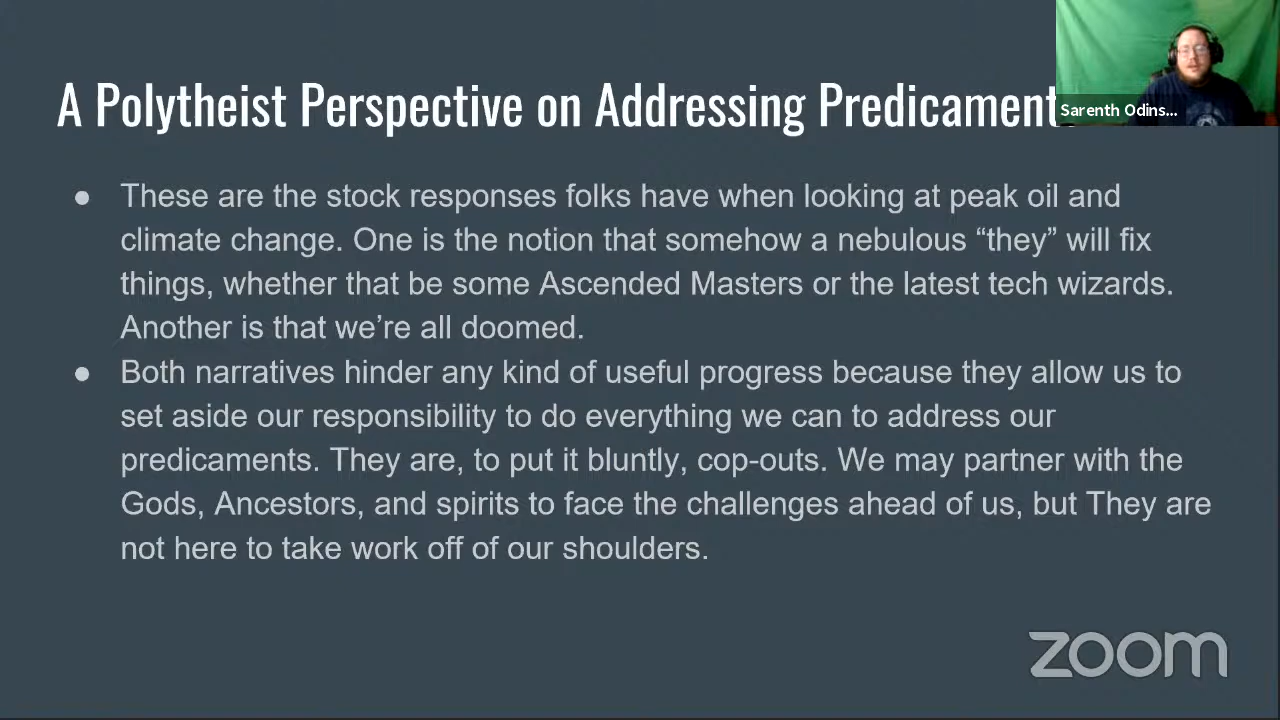 A Polytheist Perspective on Addressing Predicament
Sarenth Odins...
● These are the stock responses folks have when looking at peak oil and
climate change. One is the notion that somehow a nebulous “they” will fix
things, whether that be some Ascended Masters or the latest tech wizards.
Another is that we’re all doomed.
● Both narratives hinder any kind of useful progress because they allow us to
set aside our responsibility to do everything we can to address our
predicaments. They are, to put it bluntly, cop-outs. We may partner with the
Gods, Ancestors, and spirits to face the challenges ahead of us, but They are
not here to take work off of our shoulders.
zoom